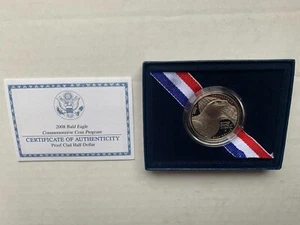 2008 Bald Eagle
Commemorative Coin Program
CERTIFICATE OF AUTHENTICITY
Proof Clad Half Dollar